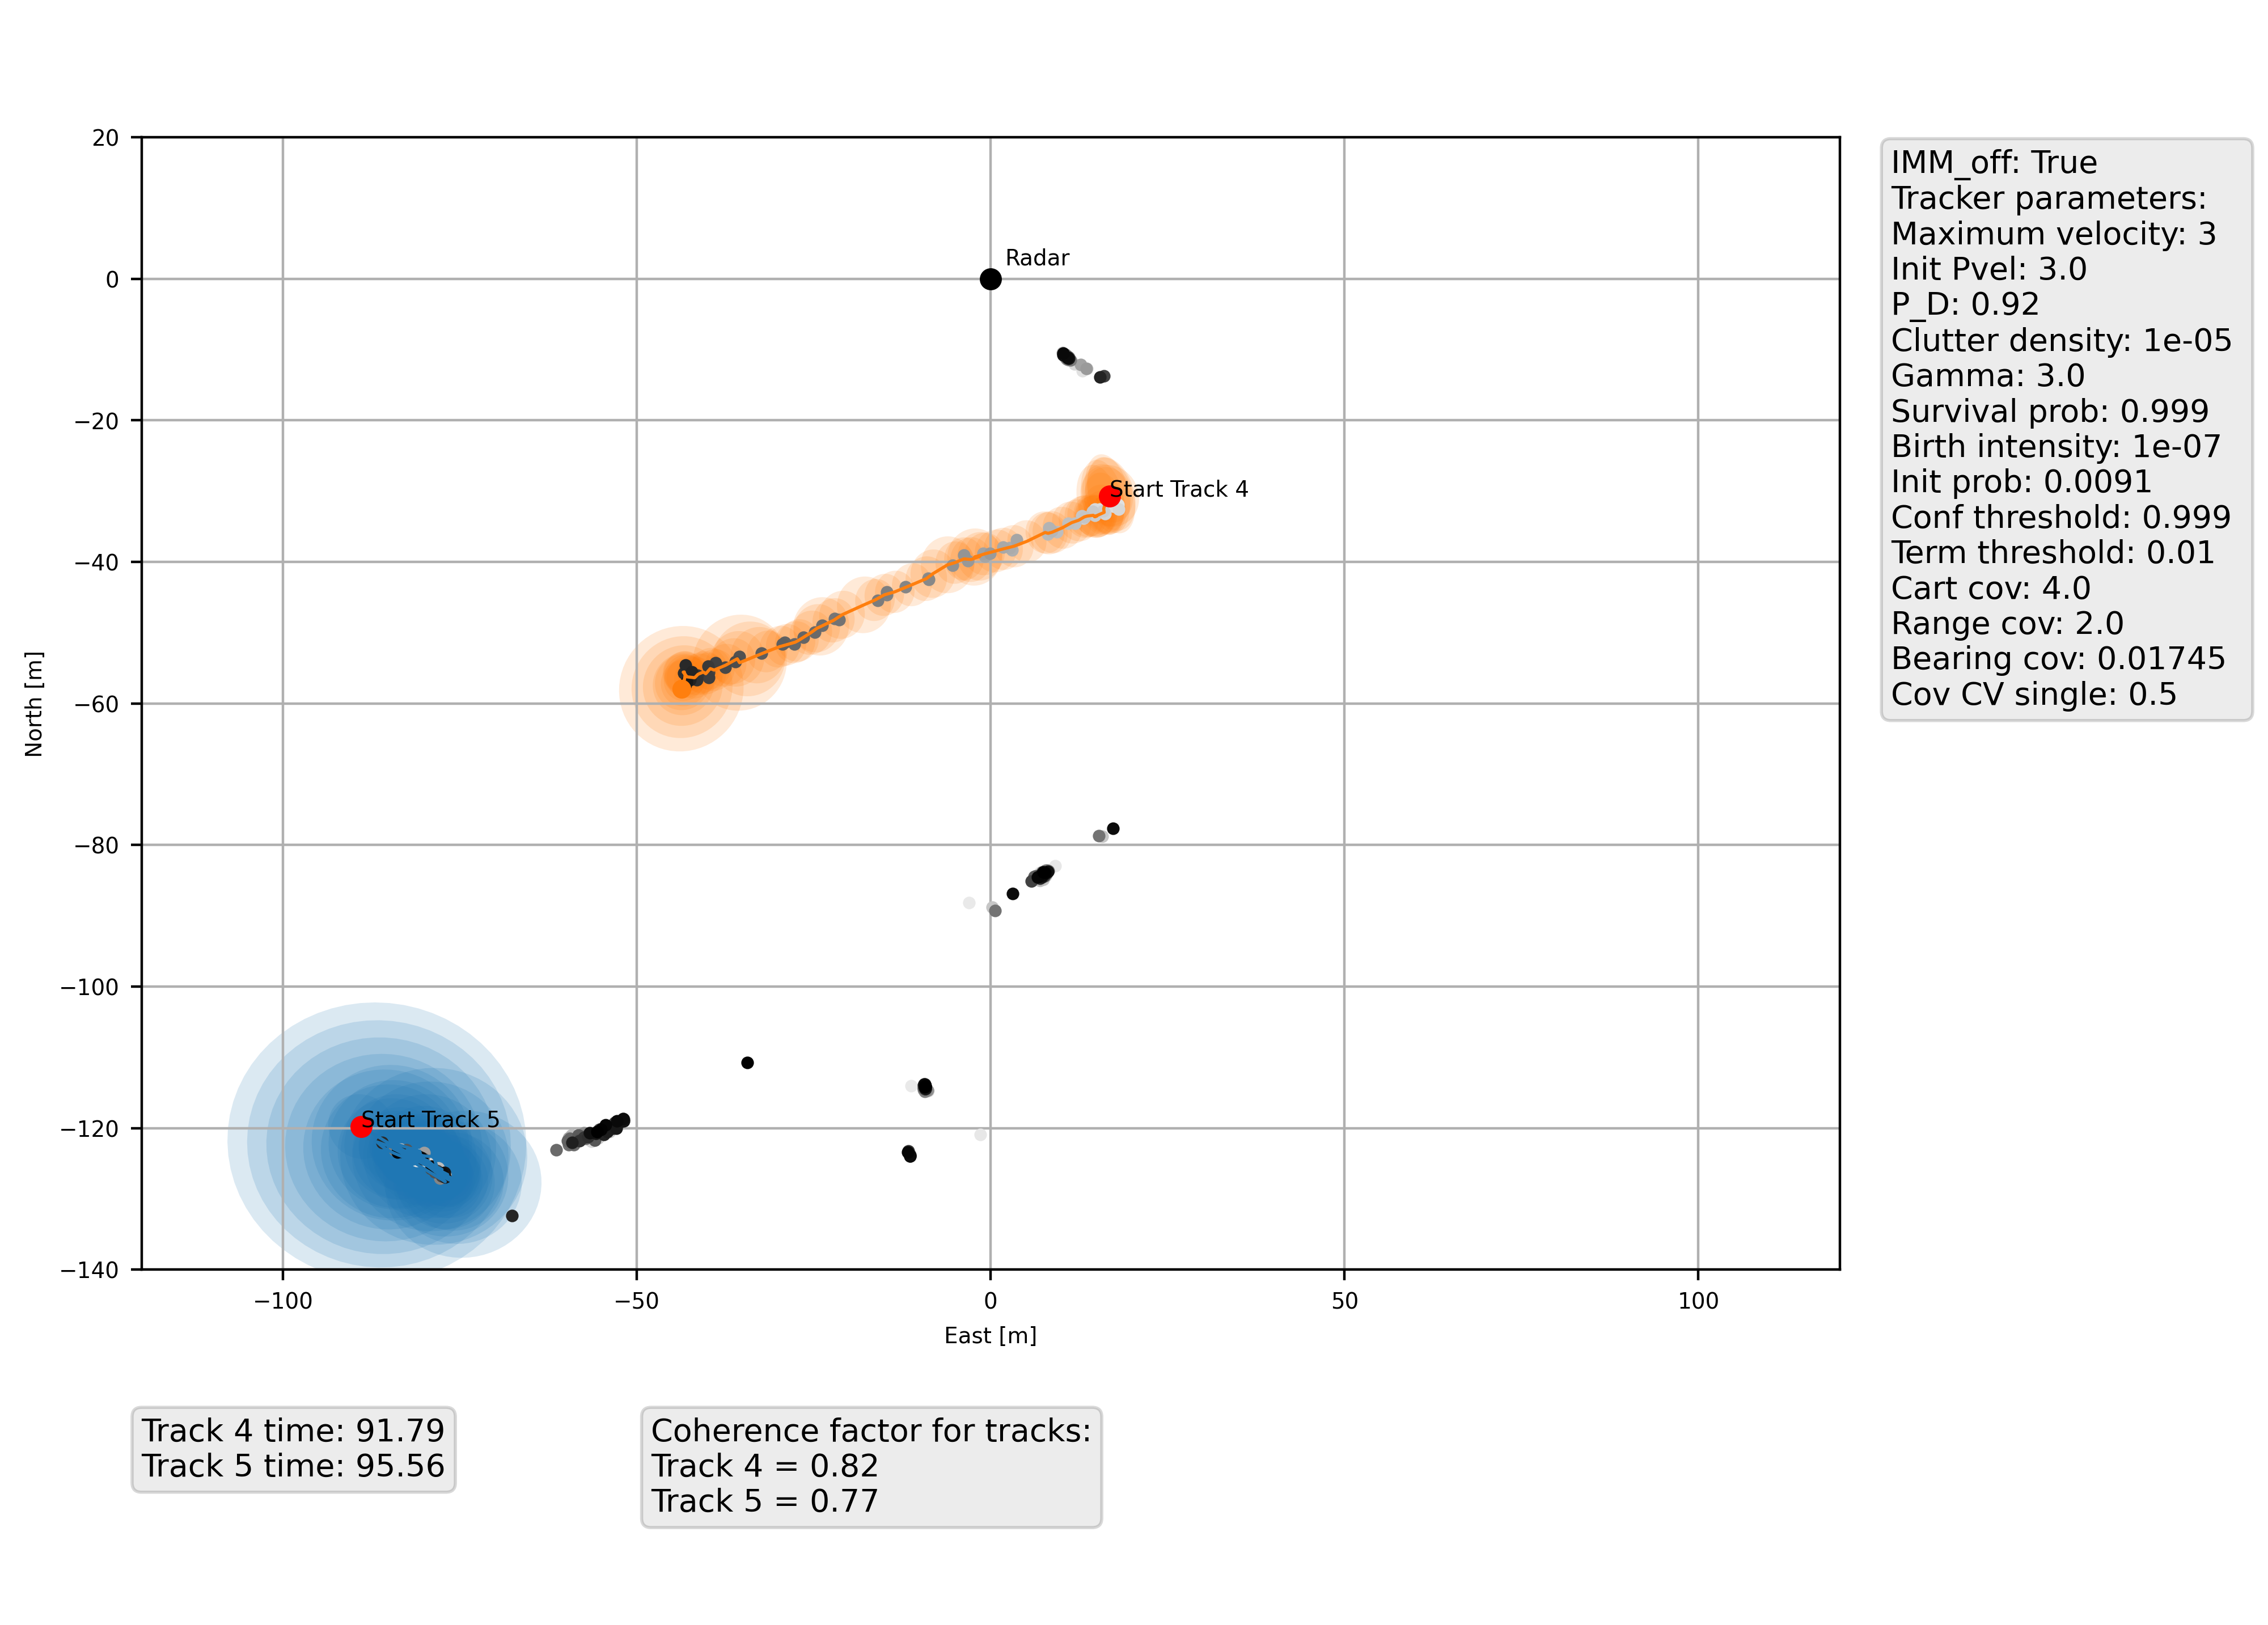 20
0
−20
−40
−60
−80
−100
−120
−140
−100
−50
0
50
100
North [m]
East [m]
Radar
Start Track 4
Start Track 5
IMM_off: True
Tracker parameters:
Maximum velocity: 3
Init Pvel: 3.0
P_D: 0.92
Clutter density: 1e-05
Gamma: 3.0
Survival prob: 0.999
Birth intensity: 1e-07
Init prob: 0.0091
Conf threshold: 0.999
Term threshold: 0.01
Cart cov: 4.0
Range cov: 2.0
Bearing cov: 0.01745
Cov CV single: 0.5
Track 4 time: 91.79
Track 5 time: 95.56
Coherence factor for tracks:
Track 4 = 0.82
Track 5 = 0.77